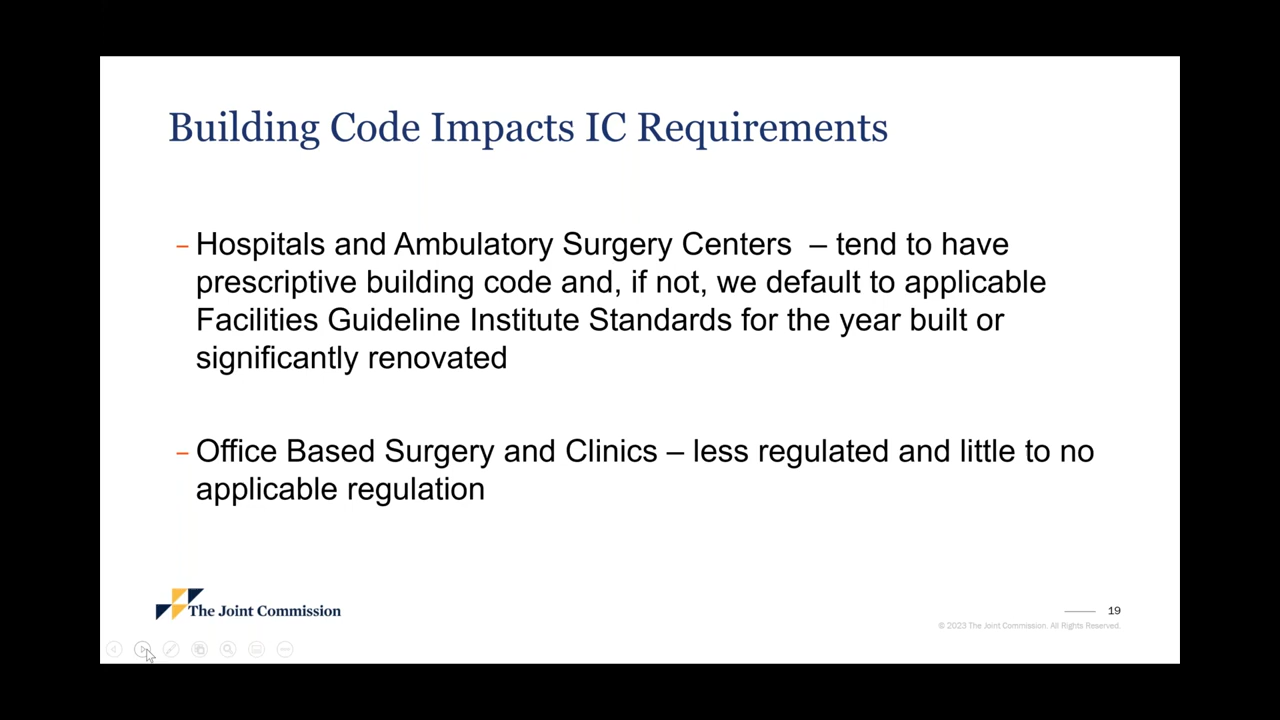 Building Code Impacts IC Requirements
– Hospitals and Ambulatory Surgery Centers – tend to have
prescriptive building code and, if not, we default to applicable
Facilities Guideline Institute Standards for the year built or
significantly renovated
– Office Based Surgery and Clinics – less regulated and little to no
applicable regulation
The Joint Commission
19
© 2023 The Joint Commission. All Rights Reserved.